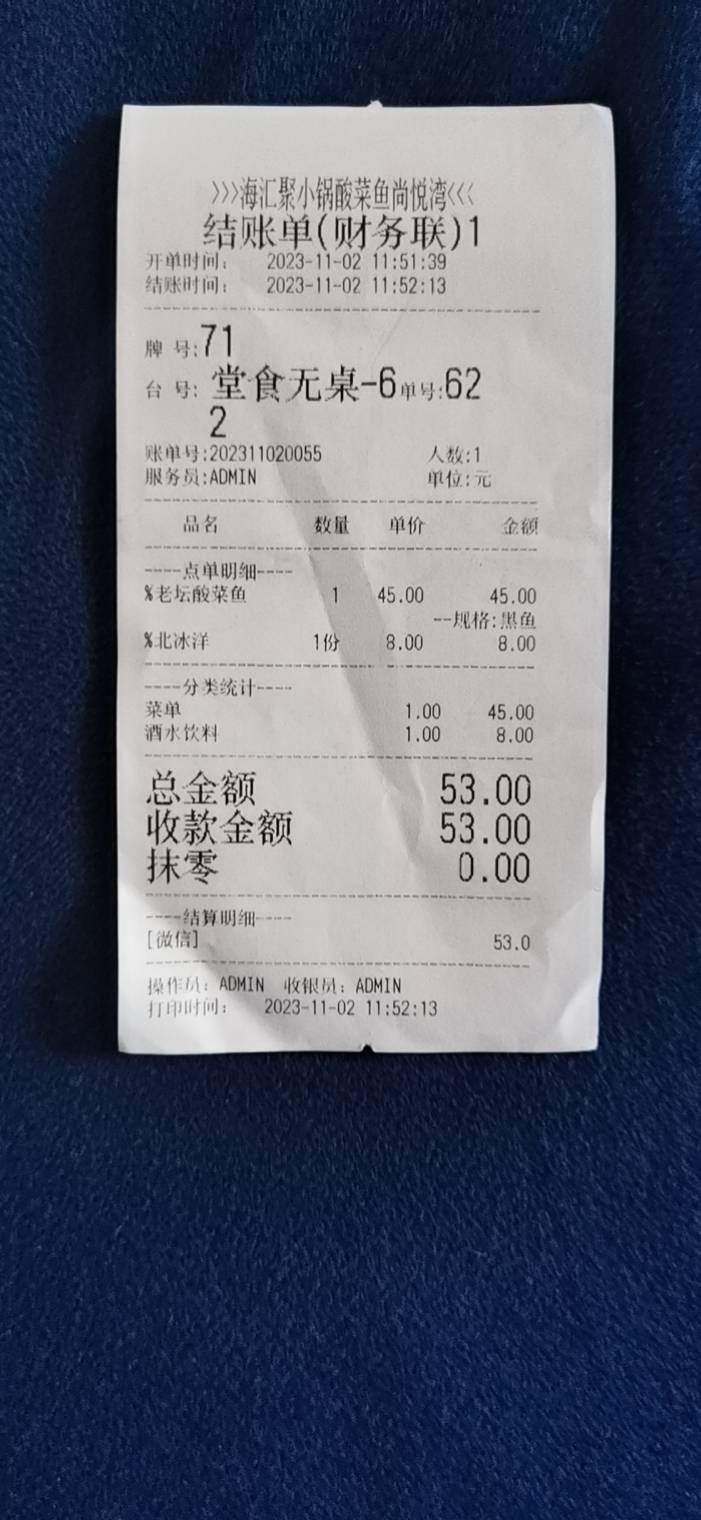 >>>海汇聚小锅酸菜鱼尚悦湾<<<
结账单(财务联)1
开单时间: 2023-11-02 11:51:39
结账时间: 2023-11-02 11:52:13
牌 号:71
台 号: 堂食无桌-6单号:62
2
账单号:202311020055 人数:1
服务员:ADMIN 单位:元
品名 数量 单价 金额
----点单明细----
%老坛酸菜鱼 1 45.00 45.00
--规格:黑鱼
%北冰洋 1份 8.00 8.00
----分类统计----
菜单 1.00 45.00
酒水饮料 1.00 8.00
总金额 53.00
收款金额 53.00
抹零 0.00
----结算明细----
[微信] 53.0
操作员: ADMIN 收银员: ADMIN
打印时间: 2023-11-02 11:52:13